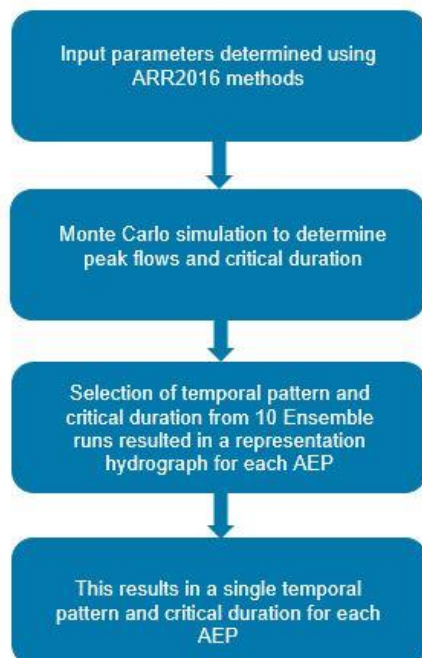 Input parameters determined using
ARR2016 methods
Monte Carlo simulation to determine
peak flows and critical duration
Selection of temporal pattern and
critical duration from 10 Ensemble
runs resulted in a representation
hydrograph for each AEP
This results in a single temporal
pattern and critical duration for each
AEP